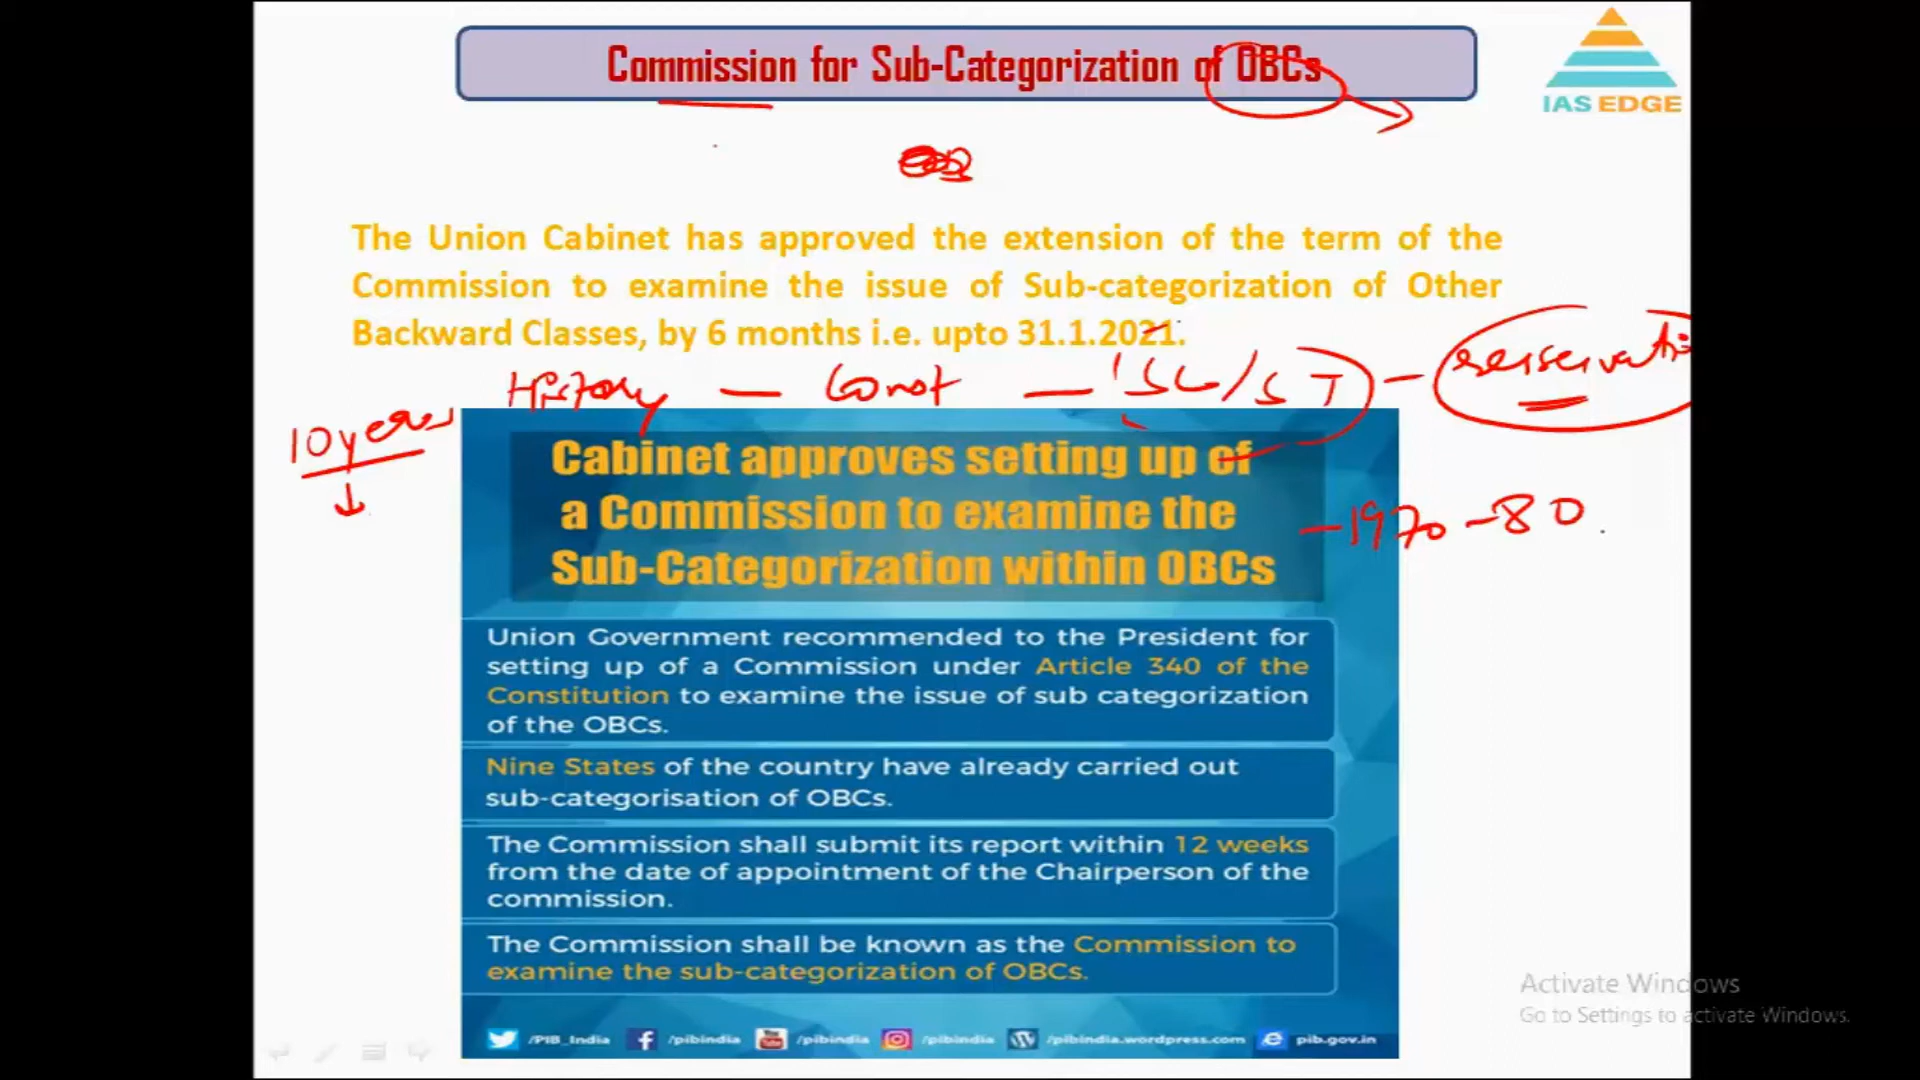 Commission for Sub-Categorization of OBCs
IAS EDGE
The Union Cabinet has approved the extension of the term of the
Commission to examine the issue of Sub-categorization of Other
Backward Classes, by 6 months i.e. upto 31.1.2021.
History — Const — SC/ST – reservati
10 years
Cabinet approves setting up of
a Commission to examine the
Sub-Categorization within OBCs
– 1970 – 80
Union Government recommended to the President for
setting up of a Commission under Article 340 of the
Constitution to examine the issue of sub categorization
of the OBCs.
Nine States of the country have already carried out
sub-categorisation of OBCs.
The Commission shall submit its report within 12 weeks
from the date of appointment of the Chairperson of the
commission.
The Commission shall be known as the Commission to
examine the sub-categorization of OBCs.
/PIB_India /pibindia /pibindia /pibindia /pibindia.wordpress.com pib.gov.in
Activate Windows
Go to Settings to activate Windows.